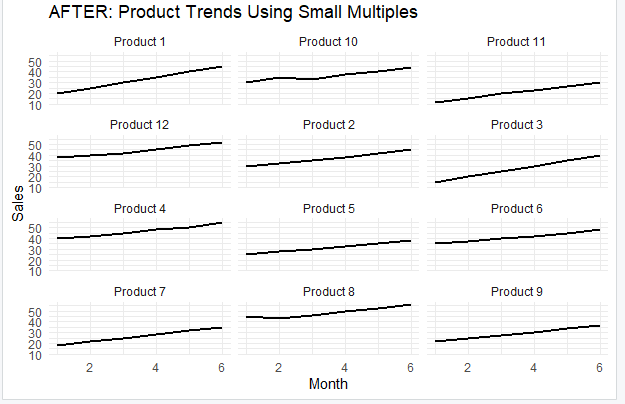 AFTER: Product Trends Using Small Multiples
Product 1 Product 10 Product 11
50
40
30
20
10
Product 12 Product 2 Product 3
50
40
30
20
10
Sales
Product 4 Product 5 Product 6
50
40
30
20
10
Product 7 Product 8 Product 9
50
40
30
20
10
2 4 6 2 4 6 2 4 6
Month